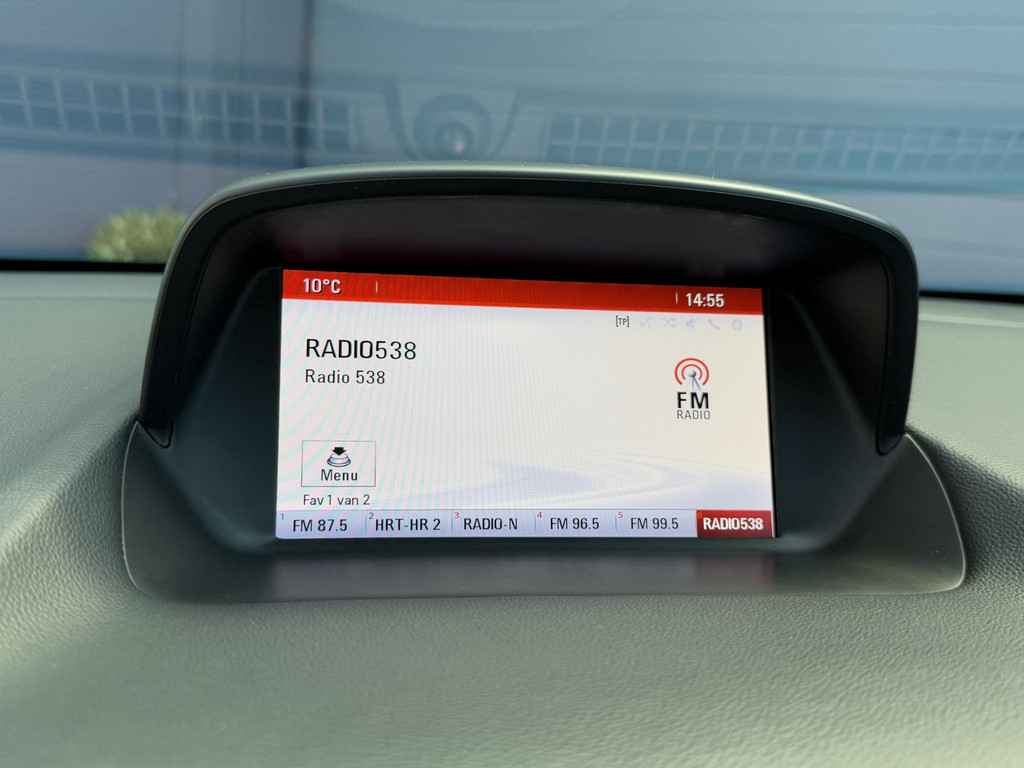 10°C 14:55
[TP]
RADIO538
Radio 538
FM
RADIO
Menu
Fav 1 van 2
1 FM 87.5 2 HRT-HR 2 3 RADIO-N 4 FM 96.5 5 FM 99.5 RADIO538